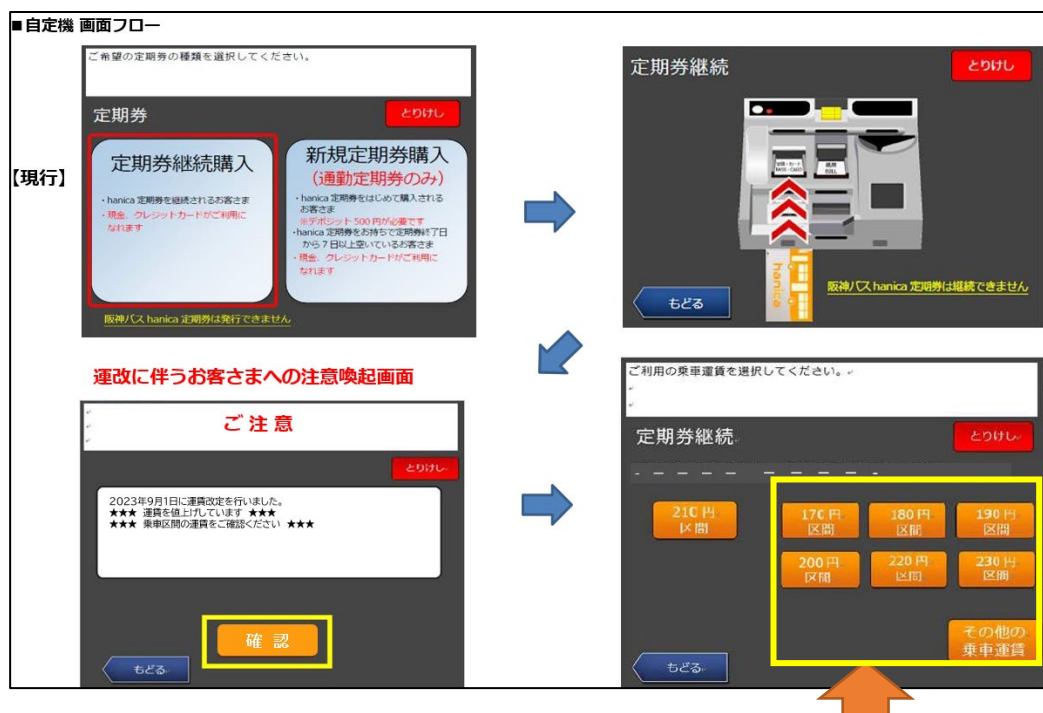 ■自定機 画面フロー
【現行】
ご希望の定期券の種類を選択してください。
定期券
とりけし
定期券継続購入
・hanica 定期券を継続されるお客さま
・現金、クレジットカードがご利用に
なれます
新規定期券購入
（通勤定期券のみ）
・hanica 定期券をはじめて購入される
お客さま
※デポジット 500 円が必要です
・hanica 定期券をお持ちで定期券終了日
から 7 日以上空いているお客さま
・現金、クレジットカードがご利用に
なれます
阪神バス hanica 定期券は発行できません
定期券継続
とりけし
hanica
阪神バス hanica 定期券は継続できません
もどる
運改に伴うお客さまへの注意喚起画面
ご 注 意
とりけし
2023年9月1日に運賃改定を行いました。
★★★ 運賃を値上げしています ★★★
★★★ 乗車区間の運賃をご確認ください ★★★
確 認
もどる
ご利用の乗車運賃を選択してください。
定期券継続
とりけし
210 円
区間
170 円
区間
180 円
区間
190 円
区間
200 円
区間
220 円
区間
230 円
区間
その他の
乗車運賃
もどる